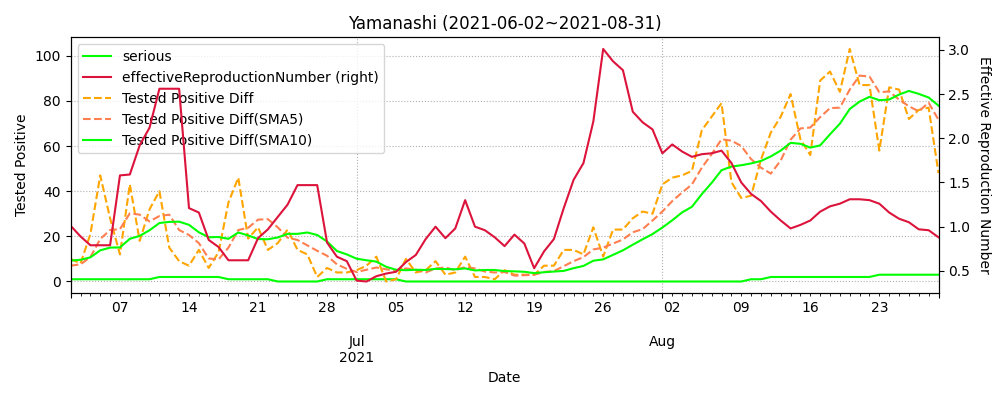 Yamanashi (2021-06-02~2021-08-31)
serious
effectiveReproductionNumber (right)
Tested Positive Diff
Tested Positive Diff(SMA5)
Tested Positive Diff(SMA10)
Tested Positive
100
80
60
40
20
0
3.0
2.5
2.0
1.5
1.0
0.5
Effective Reproduction Number
07 14 21 28 05 12 19 26 02 09 16 23
Jul Aug
2021
Date